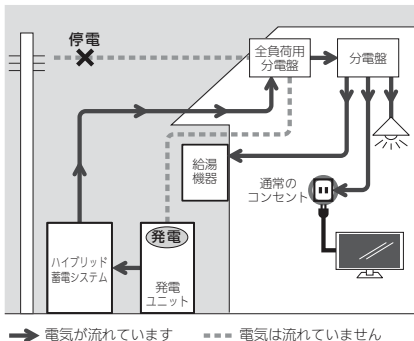 停電
全負荷用
分電盤
分電盤
給湯
機器
通常の
コンセント
発電
ハイブリッド
蓄電システム
発電
ユニット
電気が流れています
電気は流れていません